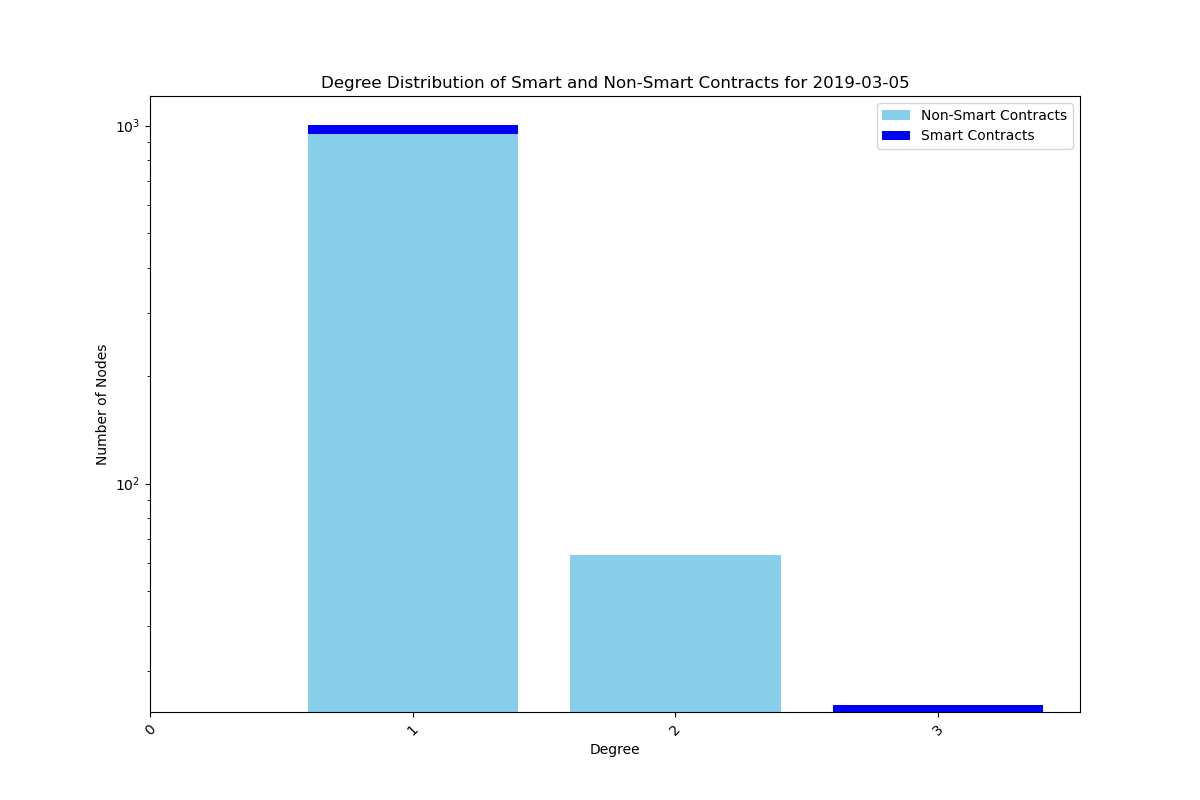 Degree Distribution of Smart and Non-Smart Contracts for 2019-03-05
Non-Smart Contracts
Smart Contracts
10³
10²
Number of Nodes
0
1
2
3
Degree